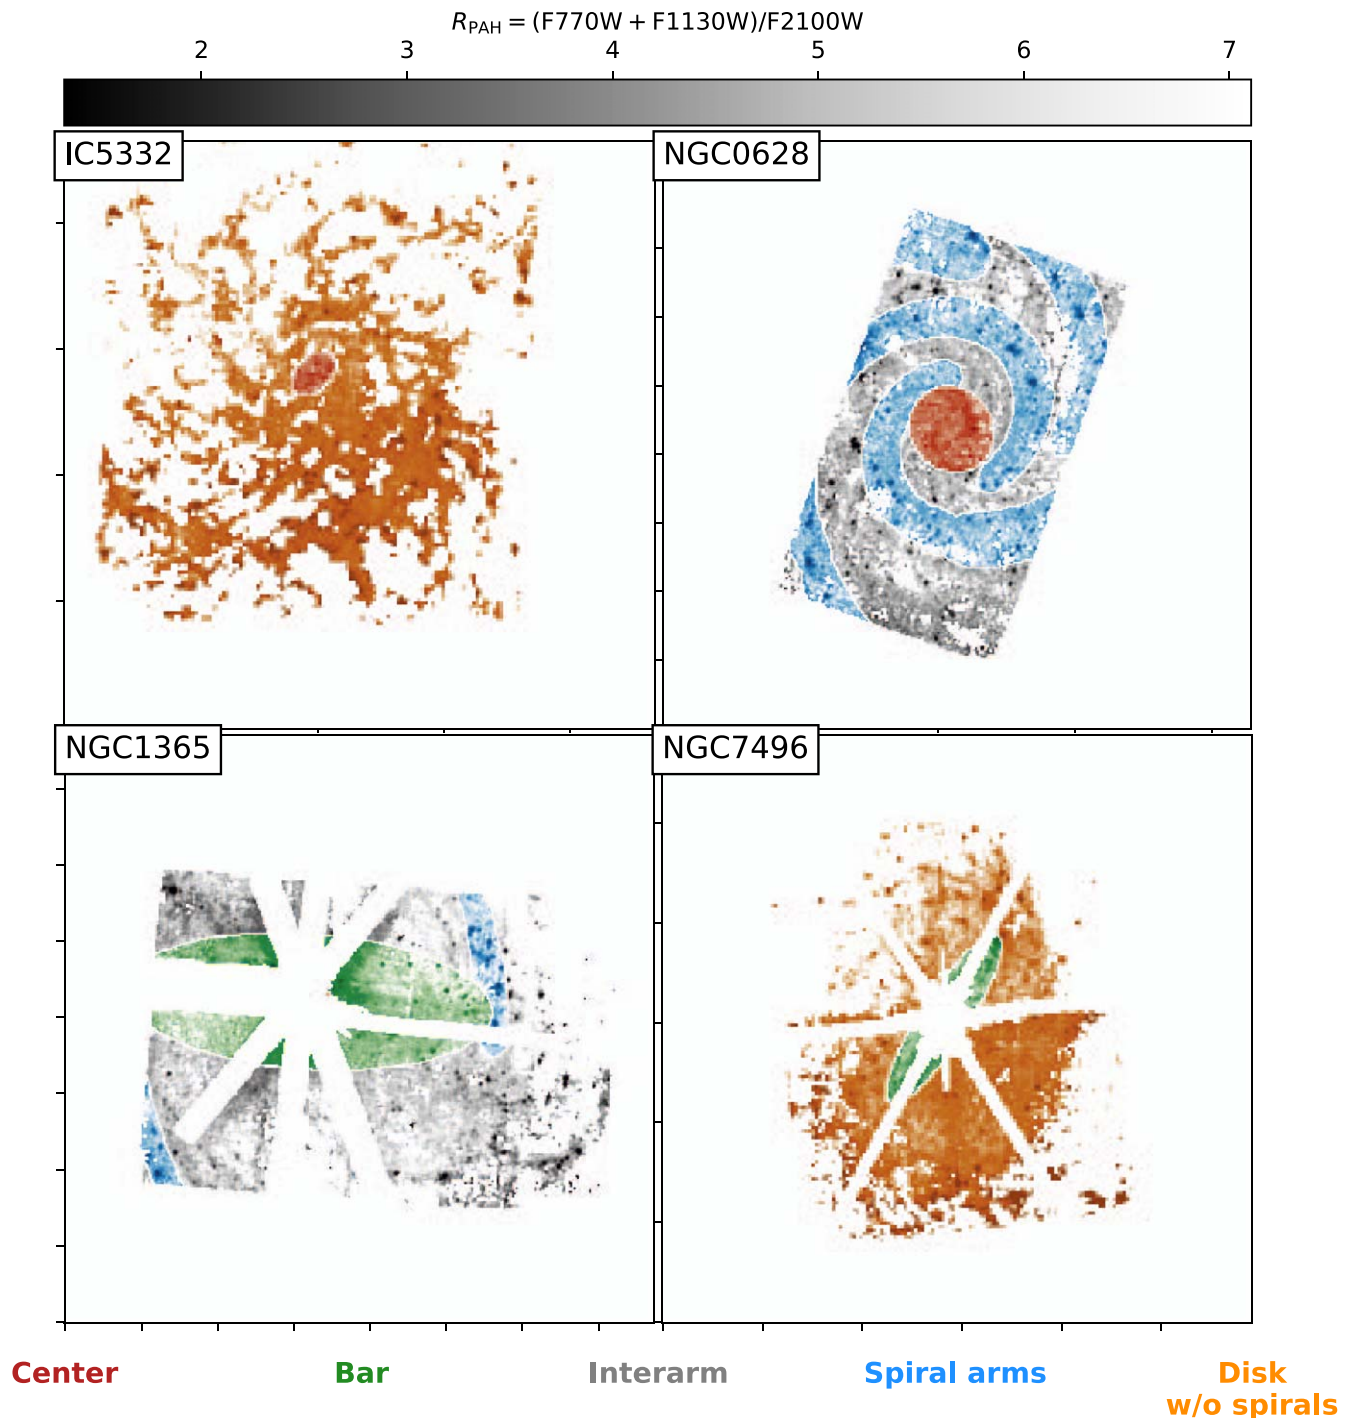 R_PAH = (F770W + F1130W)/F2100W
2 3 4 5 6 7
IC5332 NGC0628
NGC1365 NGC7496
Center Bar Interarm Spiral arms Disk
w/o spirals